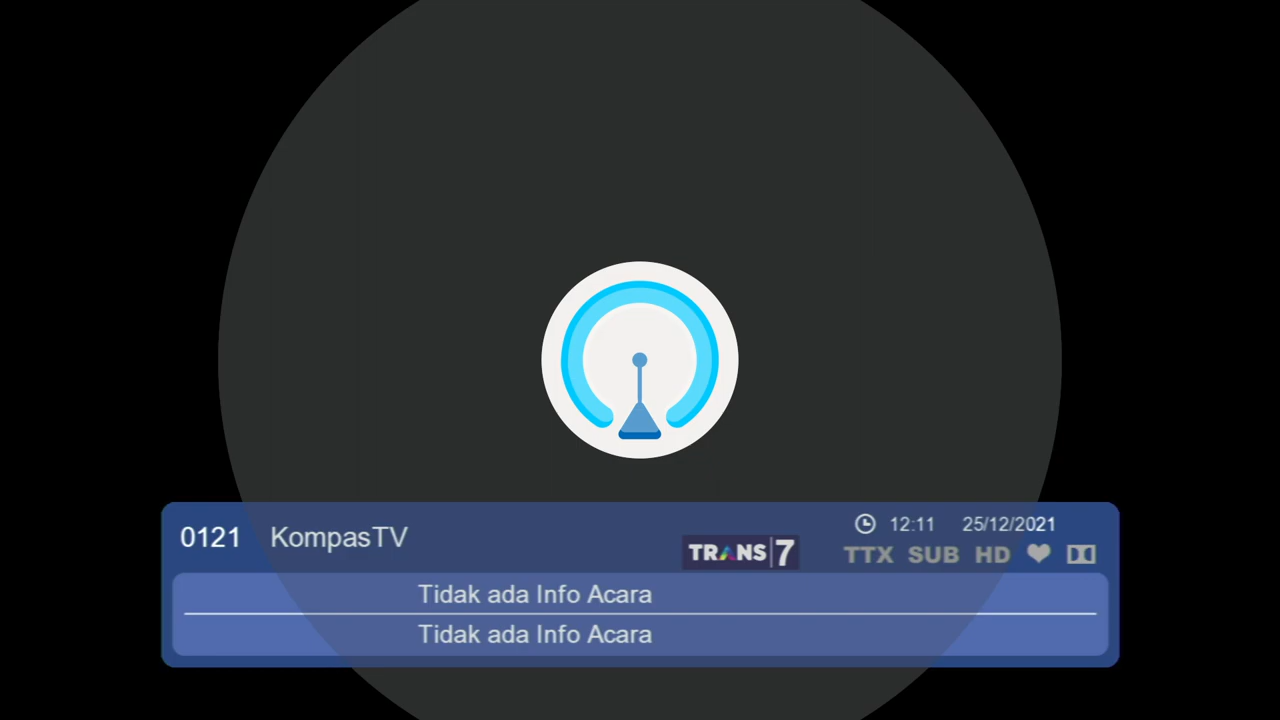 0121 KompasTV
12:11 25/12/2021
TRANS|7
TTX SUB HD
Tidak ada Info Acara
Tidak ada Info Acara